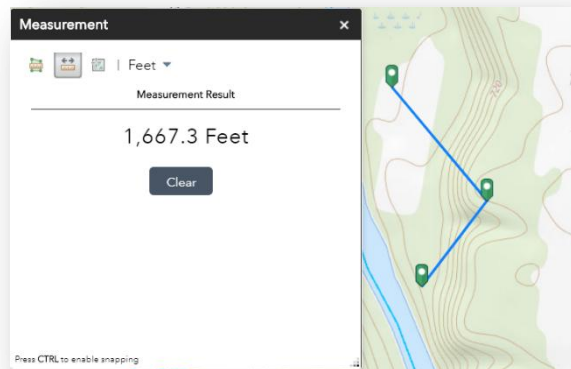 Measurement ×
| Feet
Measurement Result
1,667.3 Feet
Clear
Press CTRL to enable snapping